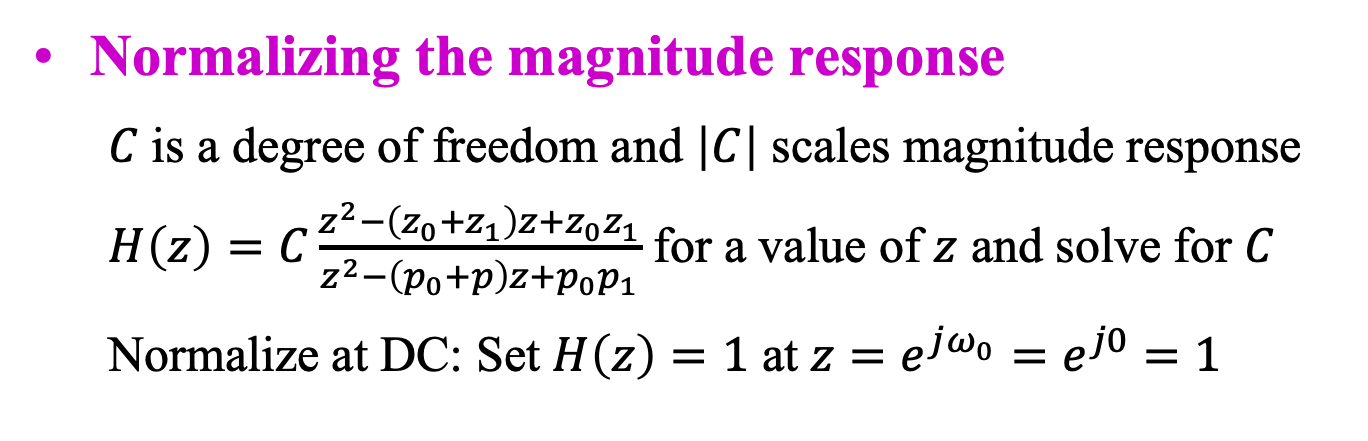 • Normalizing the magnitude response
C is a degree of freedom and |C| scales magnitude response
H(z) = C (z² − (z₀+z₁)z + z₀z₁) / (z² − (p₀+p)z + p₀p₁) for a value of z and solve for C
Normalize at DC: Set H(z) = 1 at z = e^{jω₀} = e^{j0} = 1